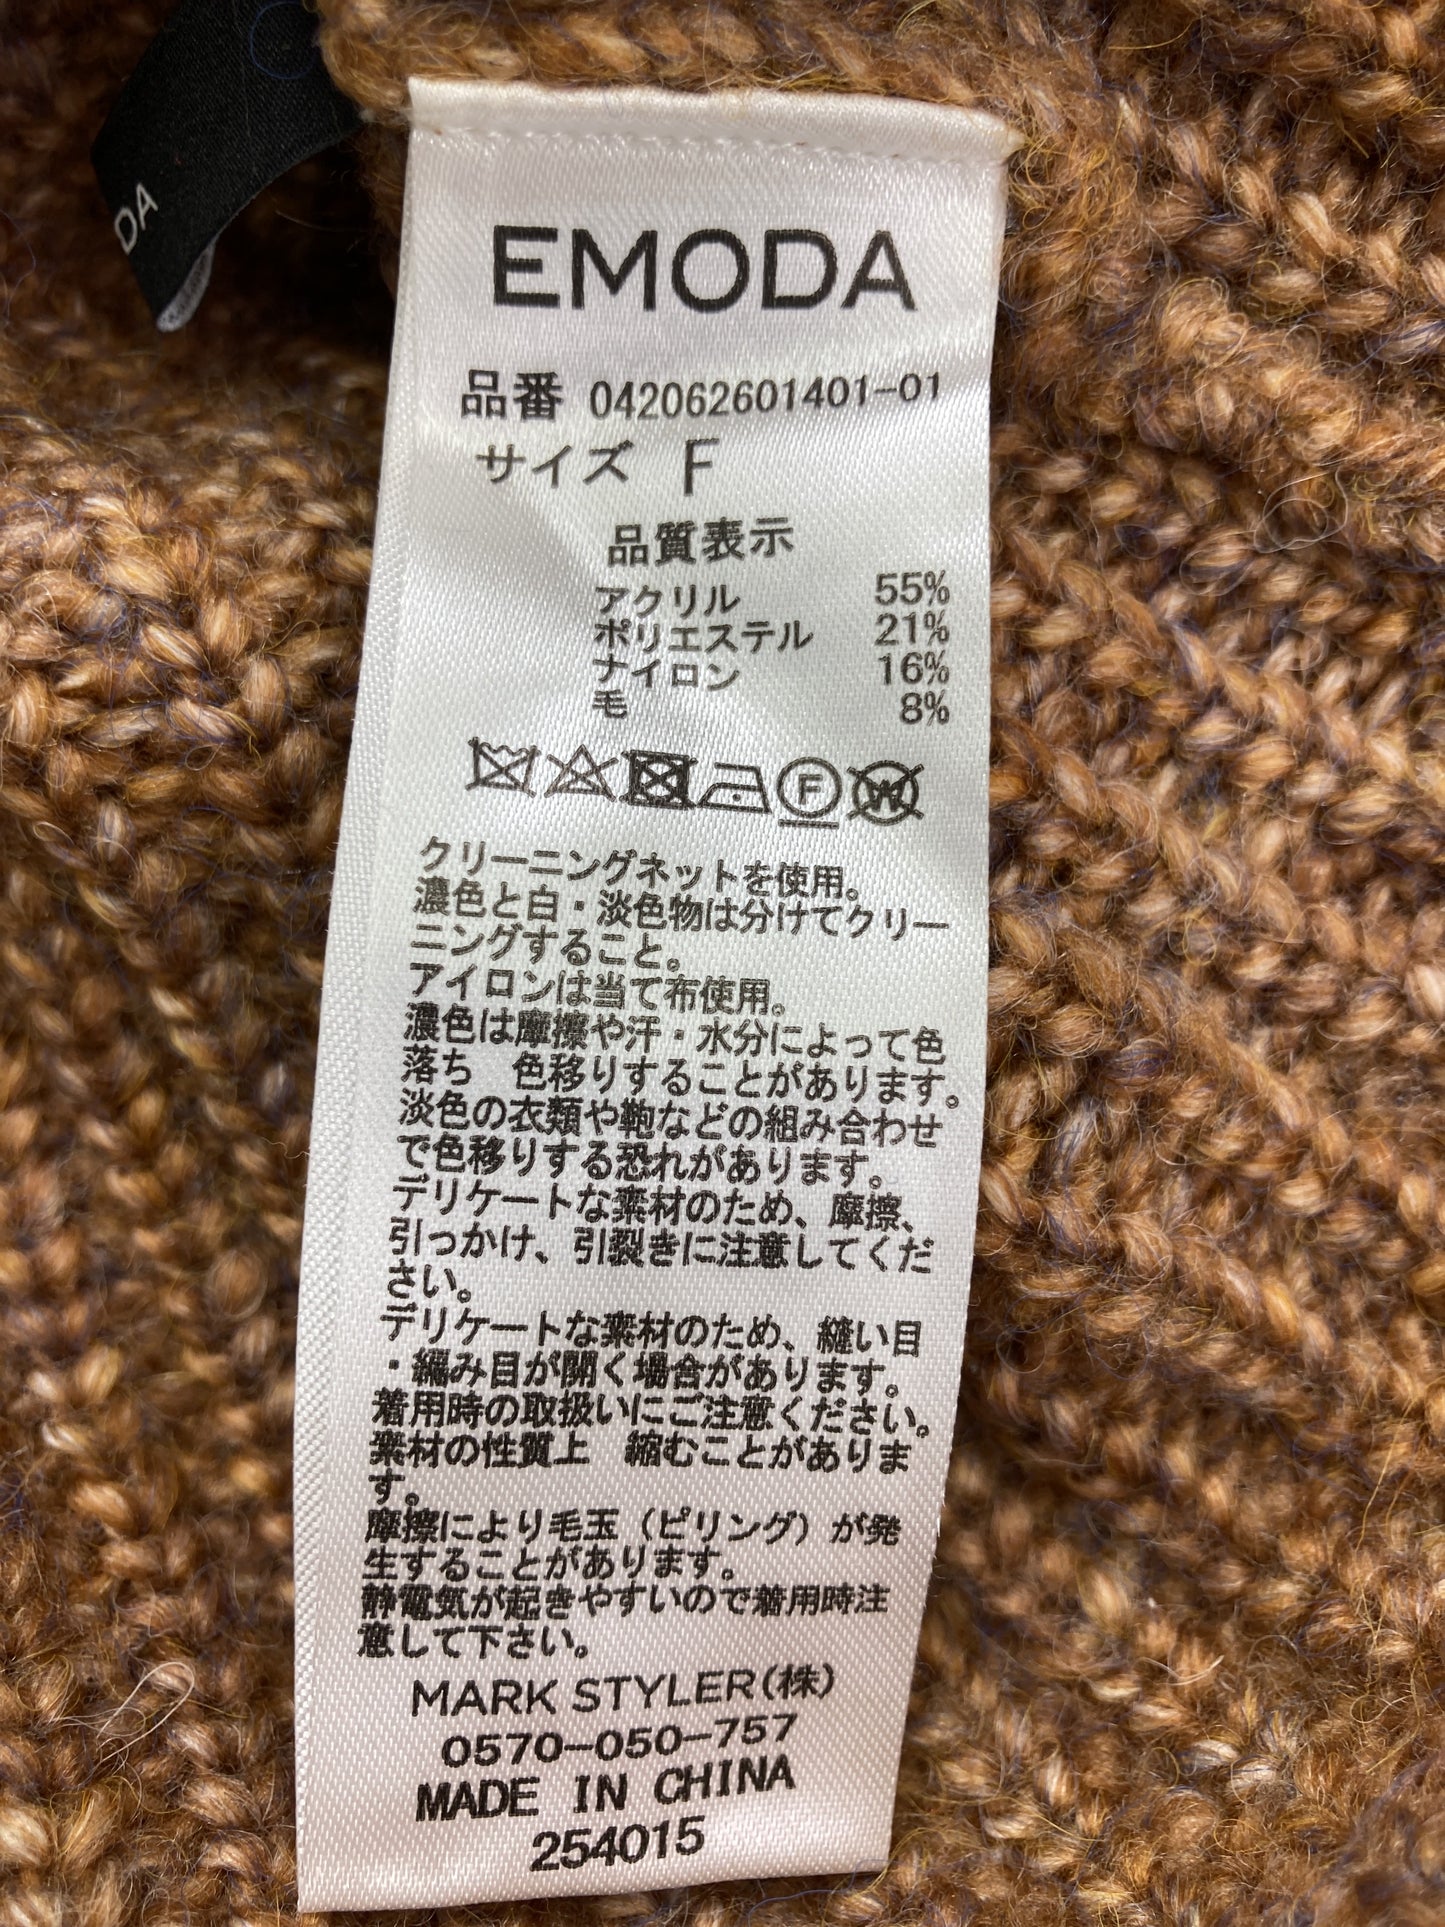 DA
EMODA
品番 042062601401-01
サイズ F
品質表示
アクリル 55%
ポリエステル 21%
ナイロン 16%
毛 8%
F W
クリーニングネットを使用。
濃色と白・淡色物は分けてクリー
ニングすること。
アイロンは当て布使用。
濃色は摩擦や汗・水分によって色
落ち 色移りすることがあります。
淡色の衣類や鞄などの組み合わせ
で色移りする恐れがあります。
デリケートな素材のため、摩擦、
引っかけ、引裂きに注意してくだ
さい。
デリケートな素材のため、縫い目
・編み目が開く場合があります。
着用時の取扱いにご注意ください。
素材の性質上 縮むことがありま
す。
摩擦により毛玉(ピリング)が発
生することがあります。
静電気が起きやすいので着用時注
意して下さい。
MARK STYLER(株)
0570-050-757
MADE IN CHINA
254015